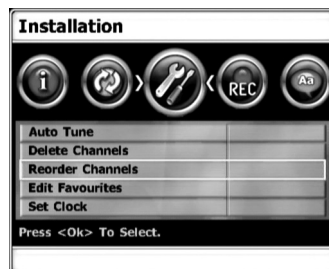 Installation
i
REC
Aa
Auto Tune
Delete Channels
Reorder Channels
Edit Favourites
Set Clock
Press <Ok> To Select.